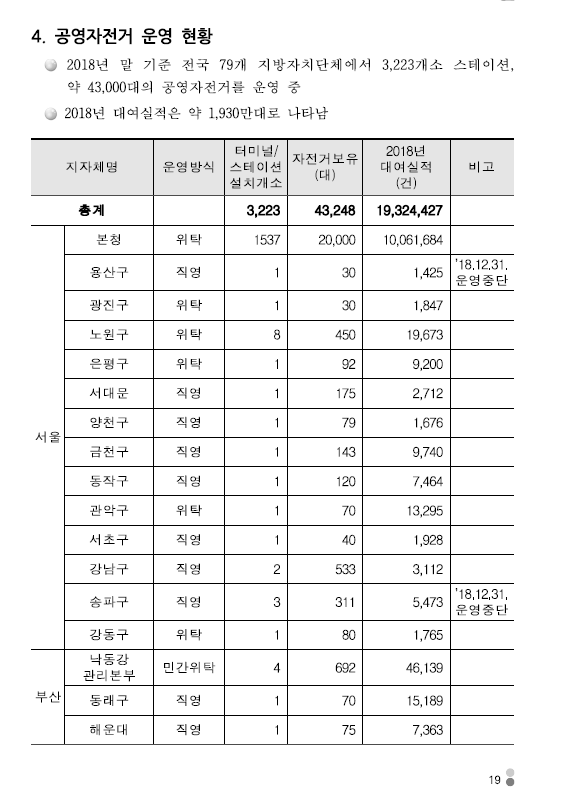 4. 공영자전거 운영 현황
2018년 말 기준 전국 79개 지방자치단체에서 3,223개소 스테이션,
약 43,000대의 공영자전거를 운영 중
2018년 대여실적은 약 1,930만대로 나타남
지자체명 운영방식 터미널/스테이션 설치개소 자전거보유(대) 2018년 대여실적(건) 비고
총계 3,223 43,248 19,324,427
서울 본청 위탁 1537 20,000 10,061,684
용산구 직영 1 30 1,425 '18.12.31. 운영중단
광진구 위탁 1 30 1,847
노원구 위탁 8 450 19,673
은평구 위탁 1 92 9,200
서대문 직영 1 175 2,712
양천구 직영 1 79 1,676
금천구 직영 1 143 9,740
동작구 직영 1 120 7,464
관악구 위탁 1 70 13,295
서초구 직영 1 40 1,928
강남구 직영 2 533 3,112
송파구 직영 3 311 5,473 '18.12.31. 운영중단
강동구 위탁 1 80 1,765
부산 낙동강 관리본부 민간위탁 4 692 46,139
동래구 직영 1 70 15,189
해운대 직영 1 75 7,363
19